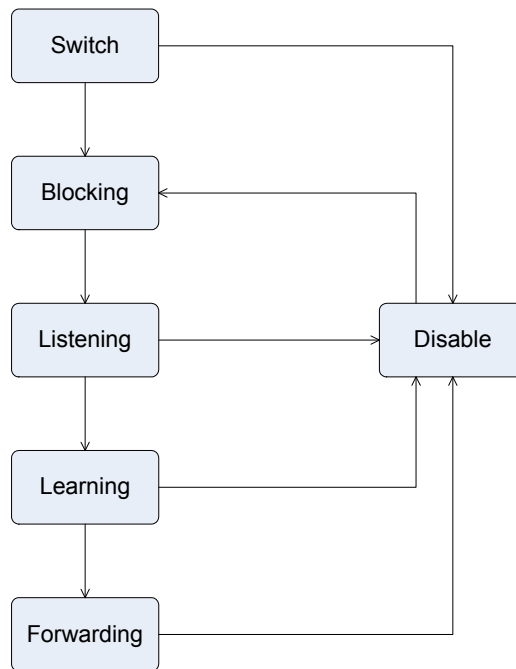 Switch
Blocking
Listening
Disable
Learning
Forwarding